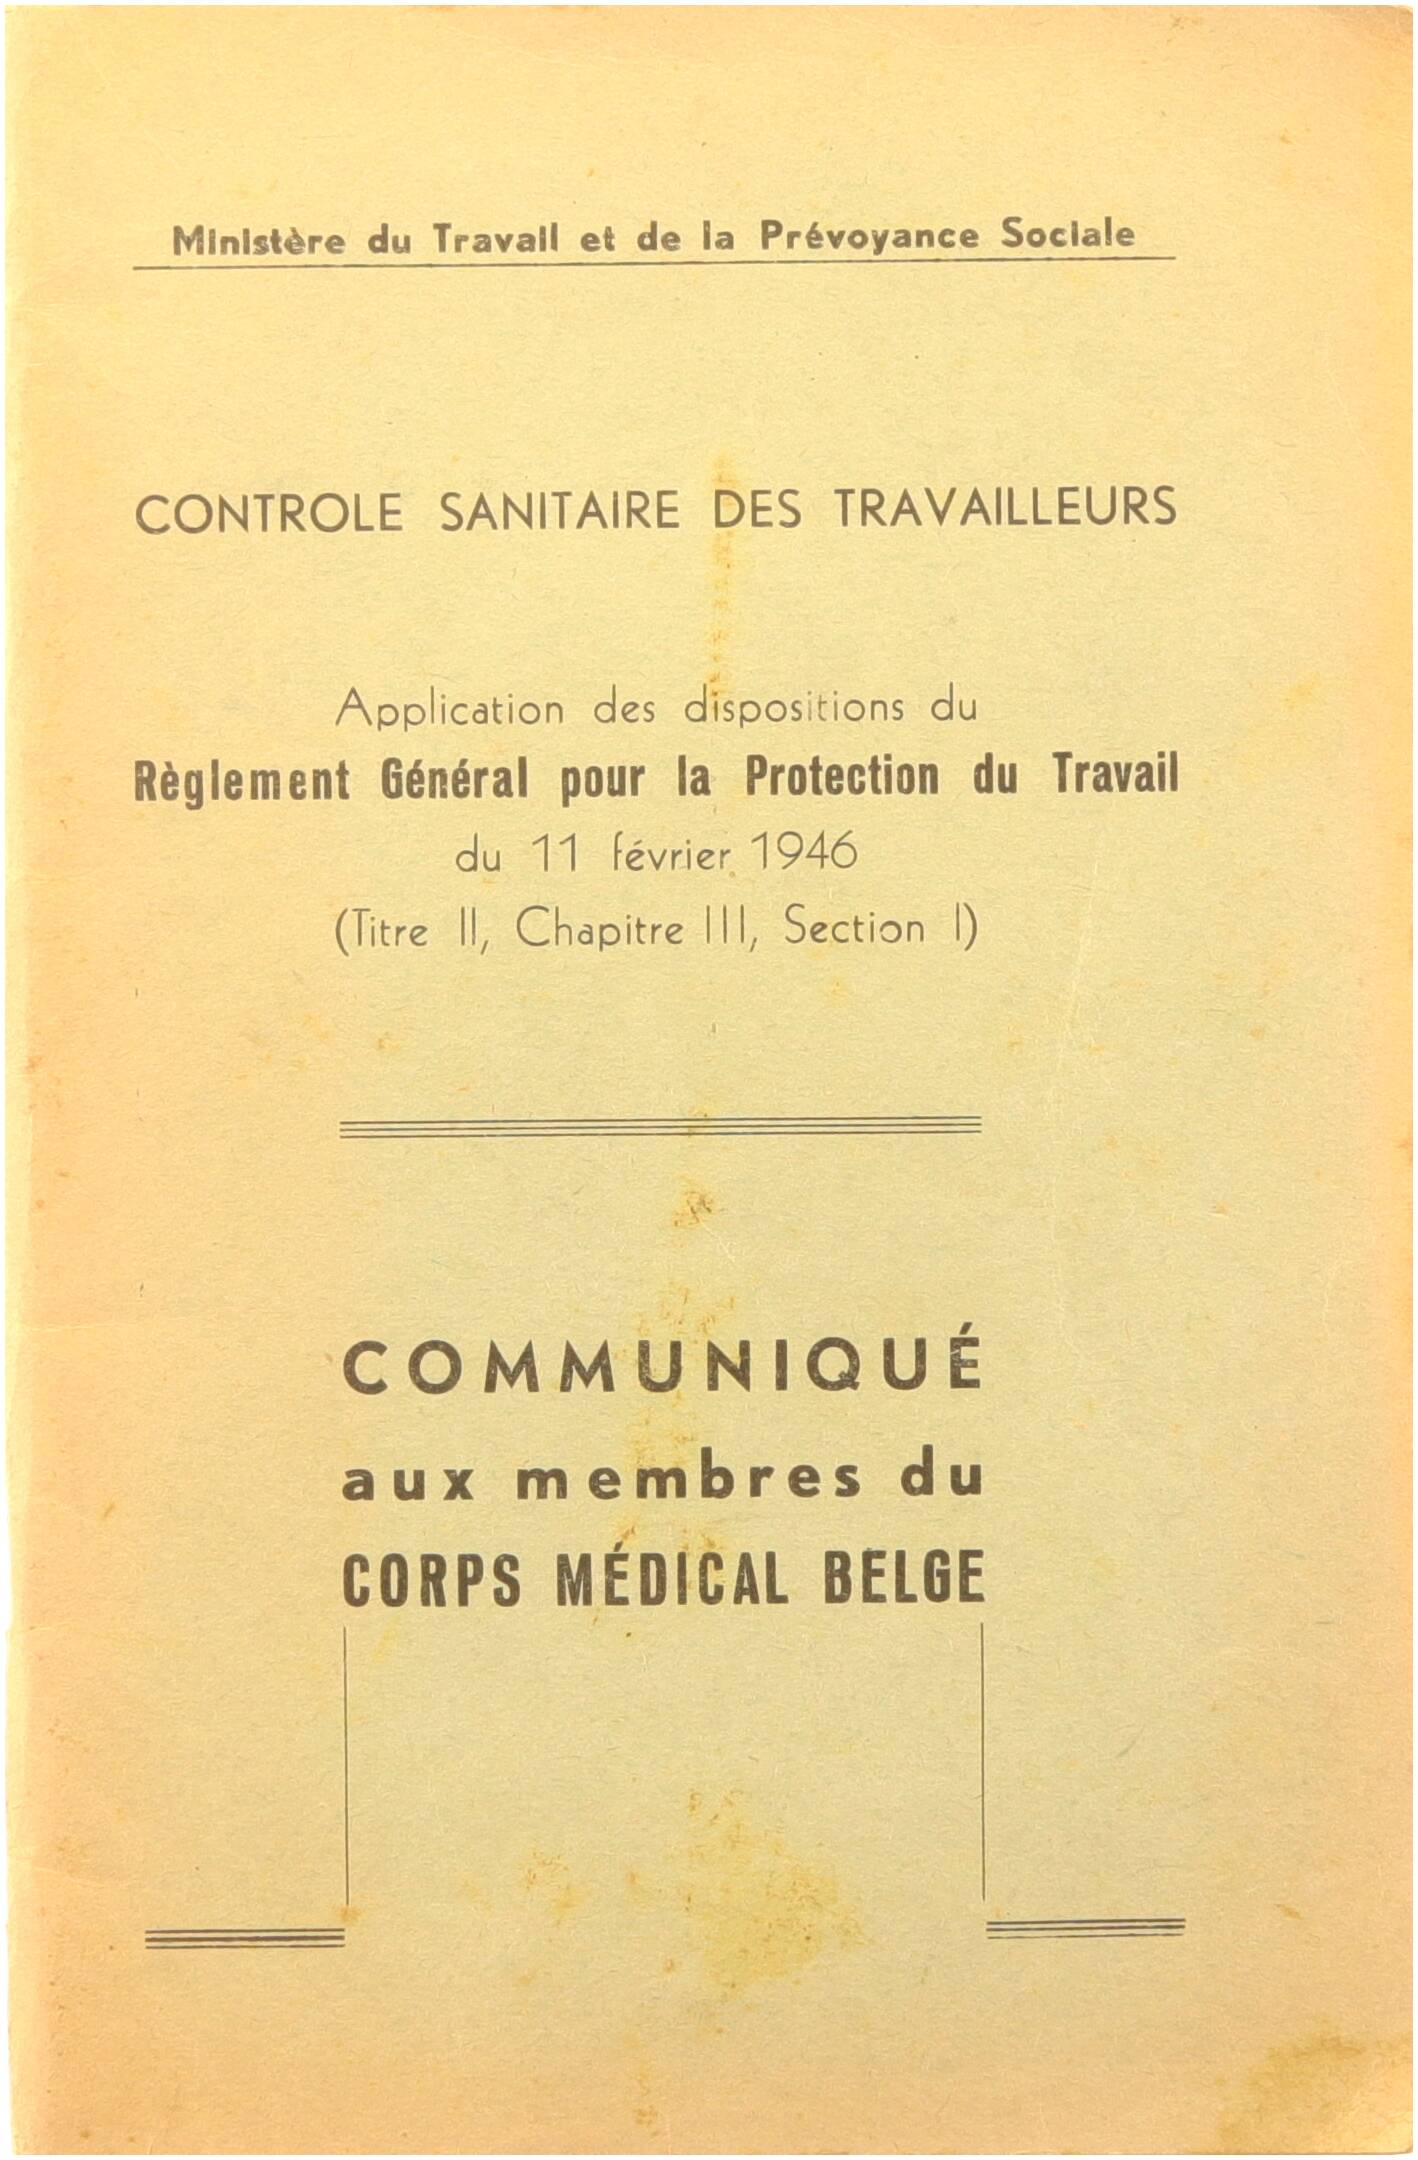 Ministère du Travail et de la Prévoyance Sociale
CONTROLE SANITAIRE DES TRAVAILLEURS
Application des dispositions du
Règlement Général pour la Protection du Travail
du 11 février 1946
(Titre II, Chapitre III, Section I)
COMMUNIQUÉ
aux membres du
CORPS MÉDICAL BELGE